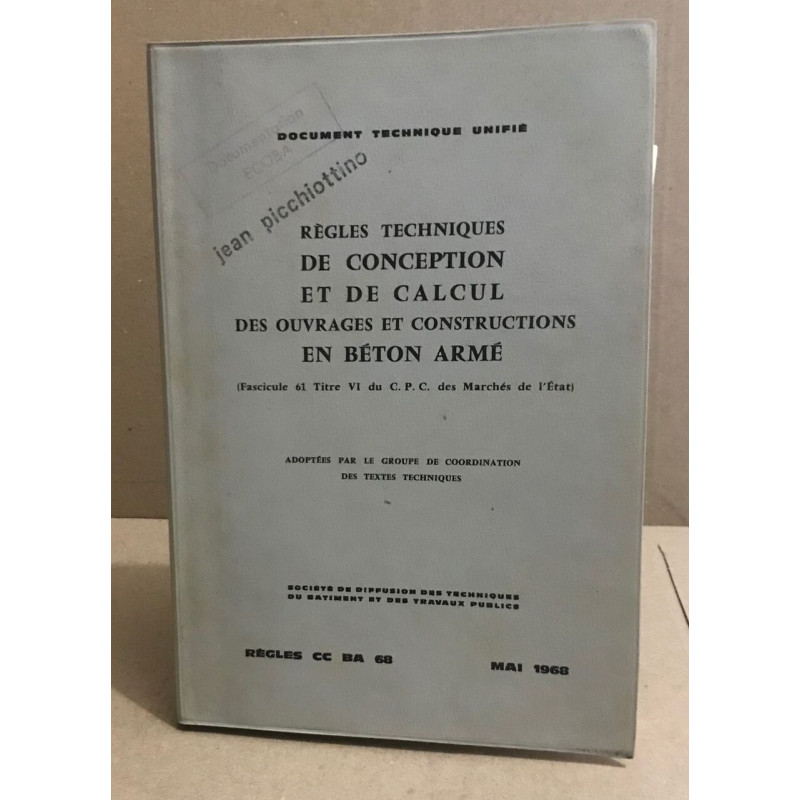 DOCUMENT TECHNIQUE UNIFIÉ
Documentation
jean picchiottino
RÈGLES TECHNIQUES
DE CONCEPTION
ET DE CALCUL
DES OUVRAGES ET CONSTRUCTIONS
EN BÉTON ARMÉ
(Fascicule 61 Titre VI du C. P. C. des Marchés de l'État)
ADOPTÉES PAR LE GROUPE DE COORDINATION
DES TEXTES TECHNIQUES
SOCIÉTÉ DE DIFFUSION DES TECHNIQUES
DU BATIMENT ET DES TRAVAUX PUBLICS
RÈGLES CC BA 68
MAI 1968